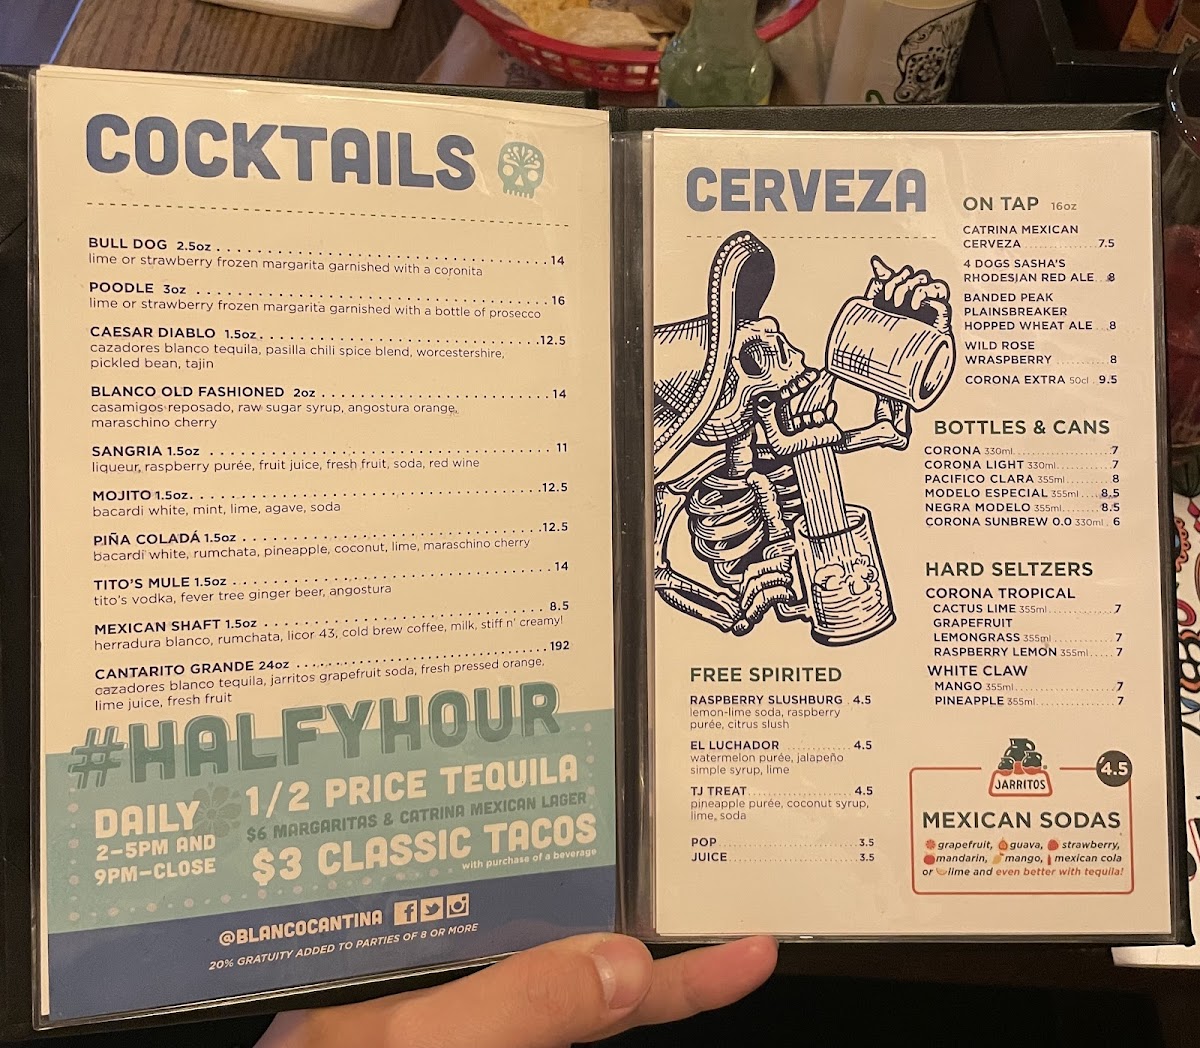 COCKTAILS
BULL DOG 2.5oz 14
lime or strawberry frozen margarita garnished with a coronita
POODLE 3oz 16
lime or strawberry frozen margarita garnished with a bottle of prosecco
CAESAR DIABLO 1.5oz 12.5
cazadores blanco tequila, pasilla chili spice blend, worcestershire,
pickled bean, tajin
BLANCO OLD FASHIONED 2oz 14
casamigos reposado, raw sugar syrup, angostura orange,
maraschino cherry
SANGRIA 1.5oz 11
liqueur, raspberry purée, fruit juice, fresh fruit, soda, red wine
MOJITO 1.5oz 12.5
bacardi white, mint, lime, agave, soda
PIÑA COLADÁ 1.5oz 12.5
bacardi white, rumchata, pineapple, coconut, lime, maraschino cherry
TITO'S MULE 1.5oz 14
tito's vodka, fever tree ginger beer, angostura
MEXICAN SHAFT 1.5oz 8.5
herradura blanco, rumchata, licor 43, cold brew coffee, milk, stiff n' creamy!
CANTARITO GRANDE 24oz 192
cazadores blanco tequila, jarritos grapefruit soda, fresh pressed orange,
lime juice, fresh fruit
#HALFYHOUR
DAILY
2-5PM AND
9PM-CLOSE
1/2 PRICE TEQUILA
$6 MARGARITAS & CATRINA MEXICAN LAGER
$3 CLASSIC TACOS
with purchase of a beverage
@BLANCOCANTINA
20% GRATUITY ADDED TO PARTIES OF 8 OR MORE
CERVEZA
ON TAP 16oz
CATRINA MEXICAN
CERVEZA 7.5
4 DOGS SASHA'S
RHODESIAN RED ALE 8
BANDED PEAK
PLAINSBREAKER
HOPPED WHEAT ALE 8
WILD ROSE
WRASPBERRY 8
CORONA EXTRA 50cl 9.5
BOTTLES & CANS
CORONA 330ml 7
CORONA LIGHT 330ml 7
PACIFICO CLARA 355ml 8
MODELO ESPECIAL 355ml 8.5
NEGRA MODELO 355ml 8.5
CORONA SUNBREW 0.0 330ml 6
HARD SELTZERS
CORONA TROPICAL
CACTUS LIME 355ml 7
GRAPEFRUIT
LEMONGRASS 355ml 7
RASPBERRY LEMON 355ml 7
WHITE CLAW
MANGO 355ml 7
PINEAPPLE 355ml 7
FREE SPIRITED
RASPBERRY SLUSHBURG 4.5
lemon-lime soda, raspberry
purée, citrus slush
EL LUCHADOR 4.5
watermelon purée, jalapeño
simple syrup, lime
TJ TREAT 4.5
pineapple purée, coconut syrup,
lime, soda
POP 3.5
JUICE 3.5
JARRITOS
4.5
MEXICAN SODAS
grapefruit, guava, strawberry,
mandarin, mango, mexican cola
or lime and even better with tequila!